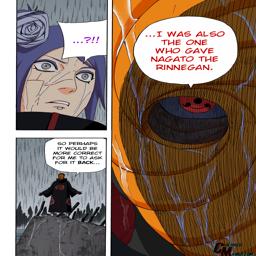 ...?!!
...I WAS ALSO
THE ONE
WHO GAVE
NAGATO THE
RINNEGAN.
SO PERHAPS
IT WOULD BE
MORE CORRECT
FOR ME TO ASK
FOR IT BACK...